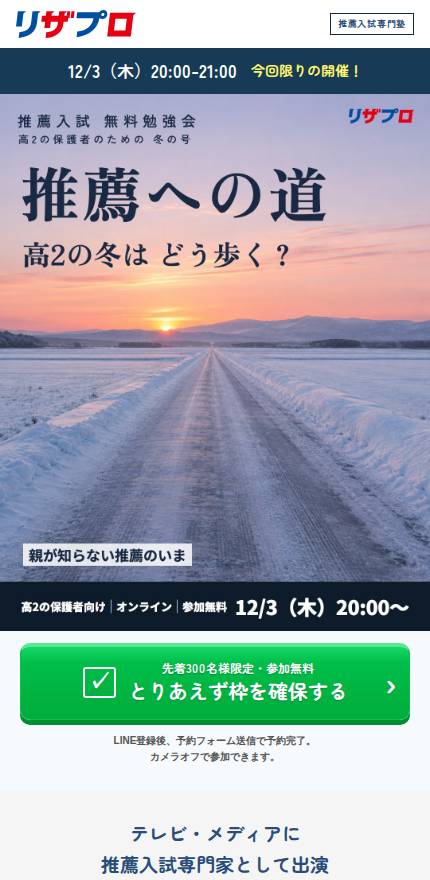 リザプロ
推薦入試専門塾
12/3（木）20:00-21:00 今回限りの開催！
推薦入試 無料勉強会
リザプロ
高2の保護者のための 冬の号
推薦への道
高2の冬は どう歩く？
親が知らない推薦のいま
高2の保護者向け｜オンライン｜参加無料 12/3（木）20:00〜
先着300名様限定・参加無料
とりあえず枠を確保する
LINE登録後、予約フォーム送信で予約完了。
カメラオフで参加できます。
テレビ・メディアに
推薦入試専門家として出演